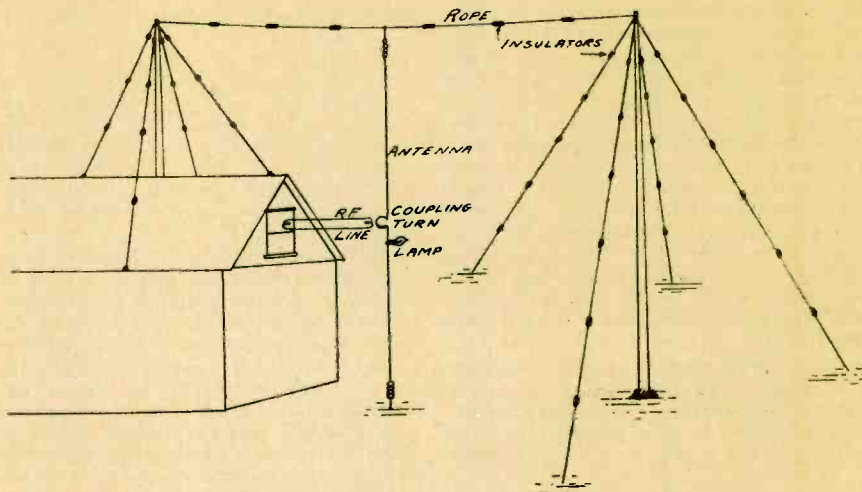 ROPE
INSULATORS
ANTENNA
RF
LINE
COUPLING
TURN
LAMP